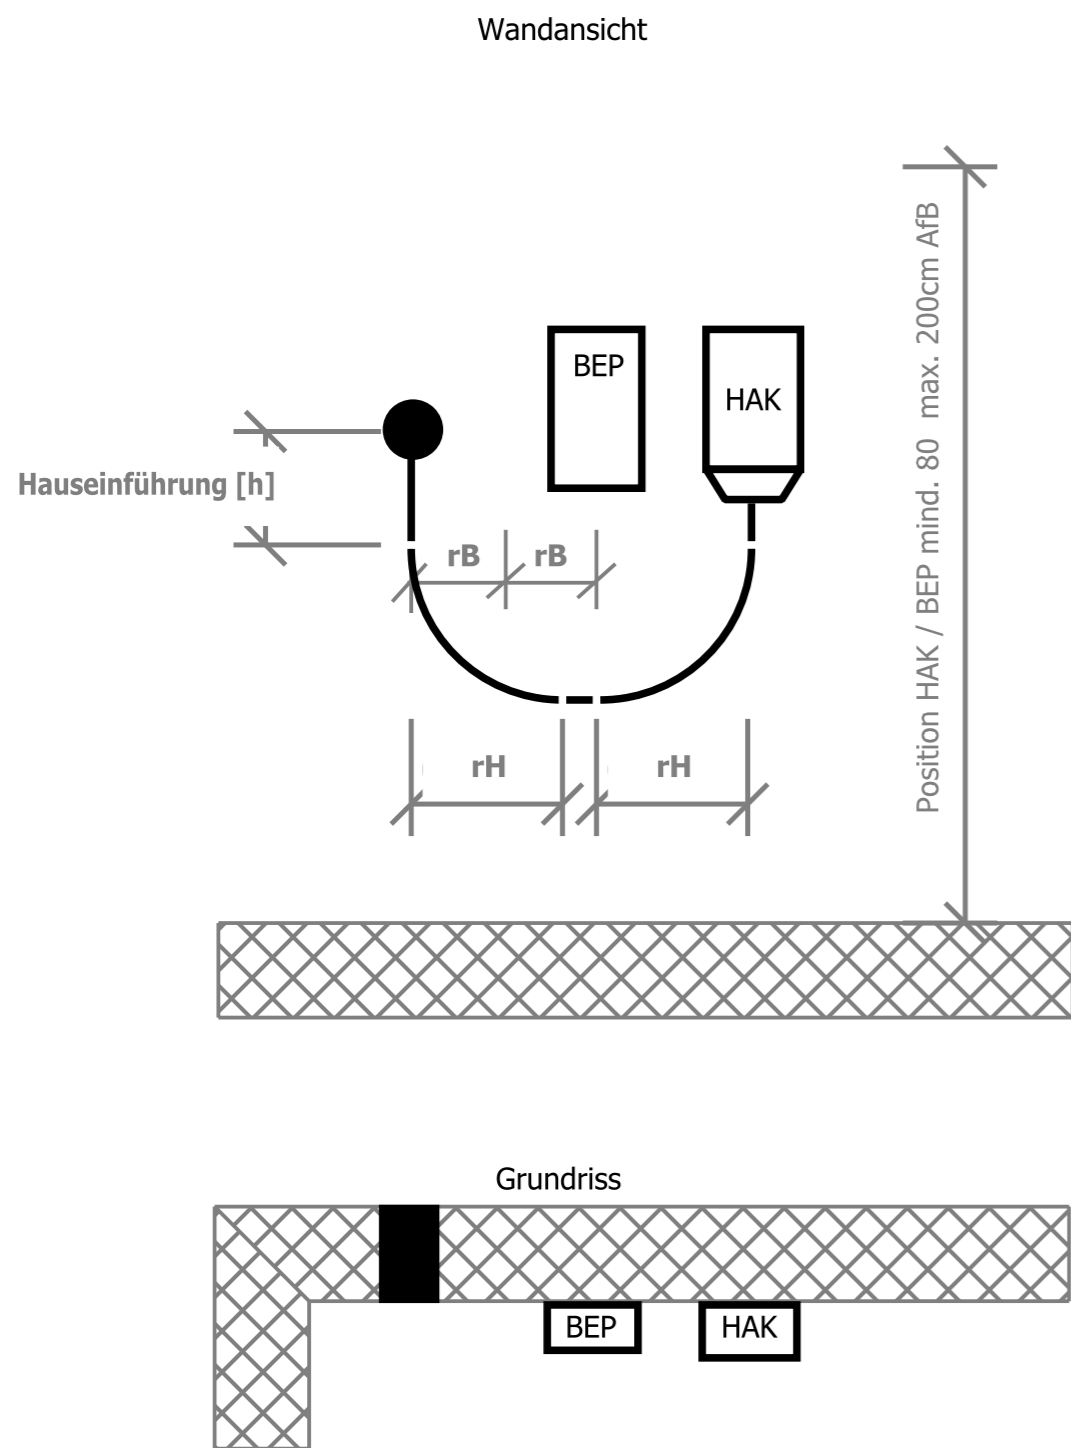 Wandansicht
BEP
HAK
Position HAK / BEP mind. 80 max. 200cm AfB
Hauseinführung [h]
rB
rB
rH
rH
Grundriss
BEP
HAK